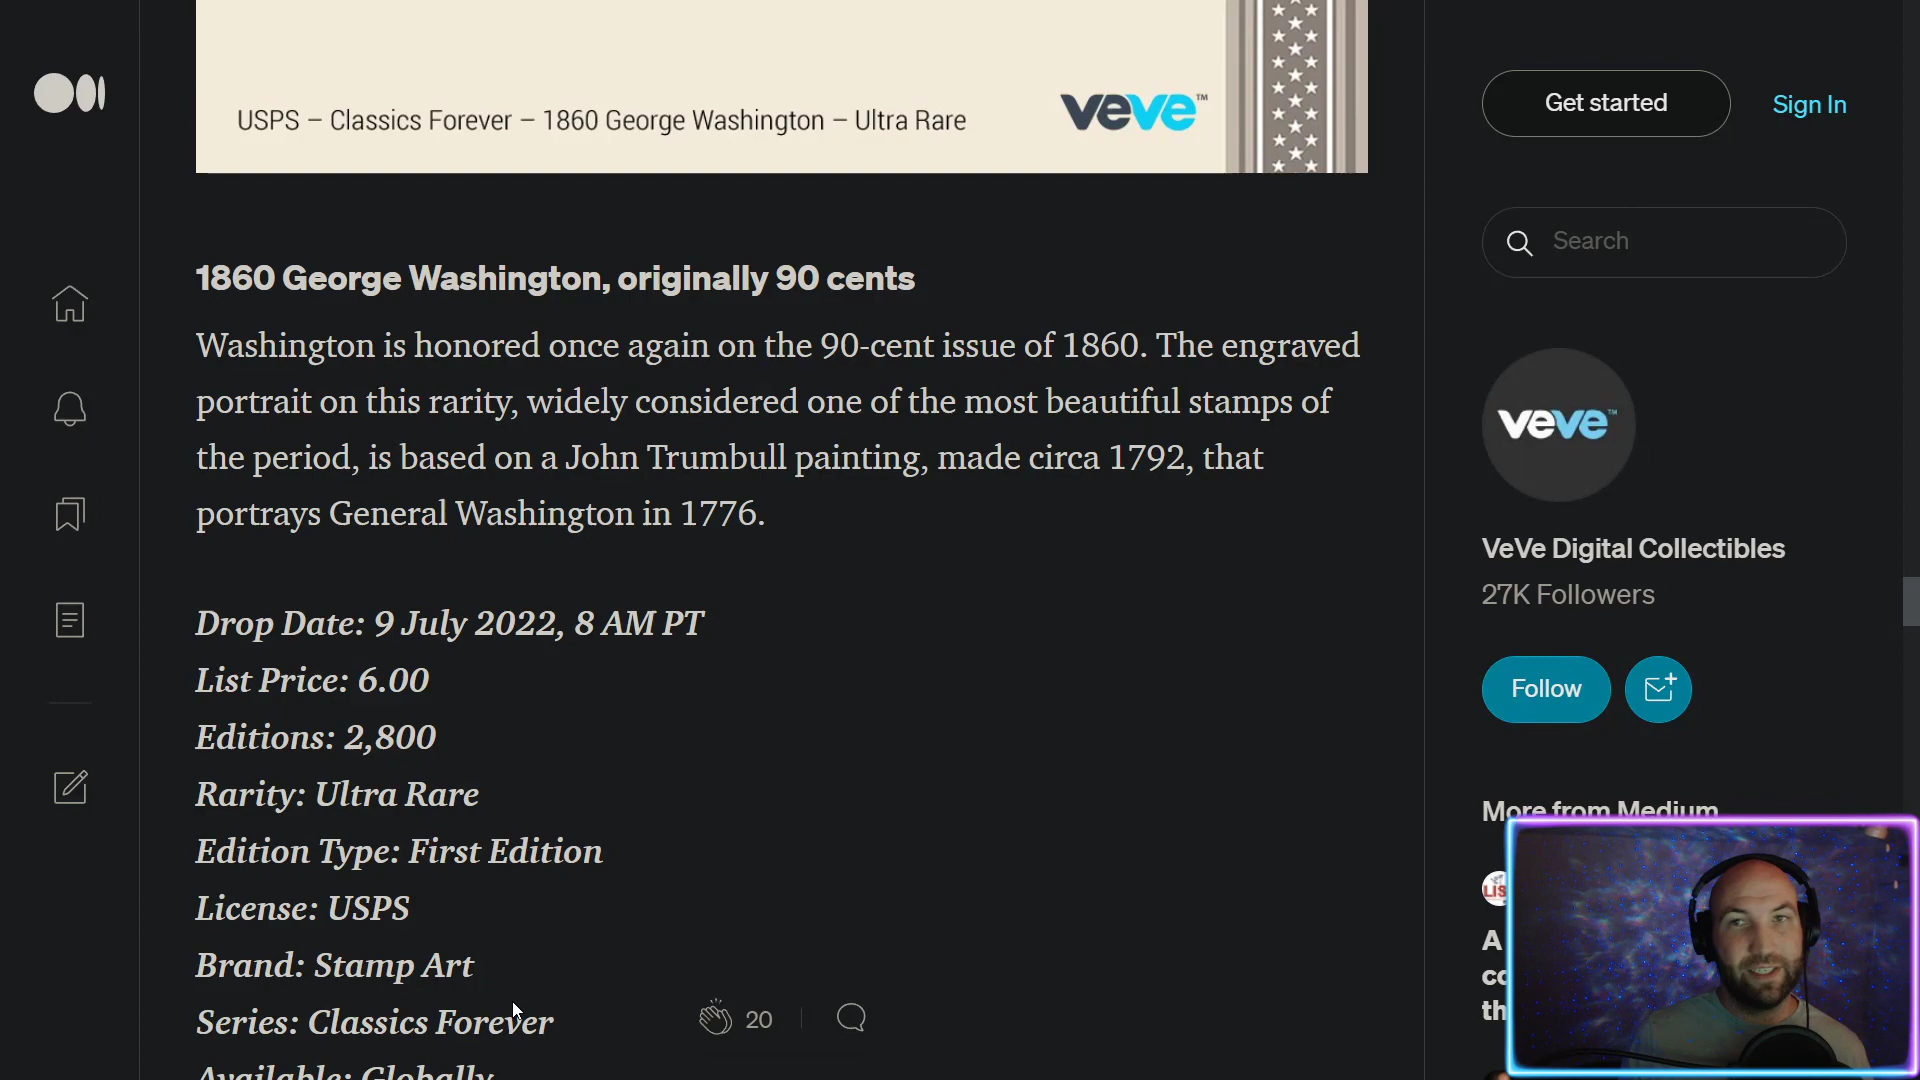 USPS – Classics Forever – 1860 George Washington – Ultra Rare
veve™
Get started
Sign In
Search
1860 George Washington, originally 90 cents
Washington is honored once again on the 90-cent issue of 1860. The engraved
portrait on this rarity, widely considered one of the most beautiful stamps of
the period, is based on a John Trumbull painting, made circa 1792, that
portrays General Washington in 1776.
Drop Date: 9 July 2022, 8 AM PT
List Price: 6.00
Editions: 2,800
Rarity: Ultra Rare
Edition Type: First Edition
License: USPS
Brand: Stamp Art
Series: Classics Forever
Available: Globally
20
veve™
VeVe Digital Collectibles
27K Followers
Follow
More from Medium
LIS
A
co
th